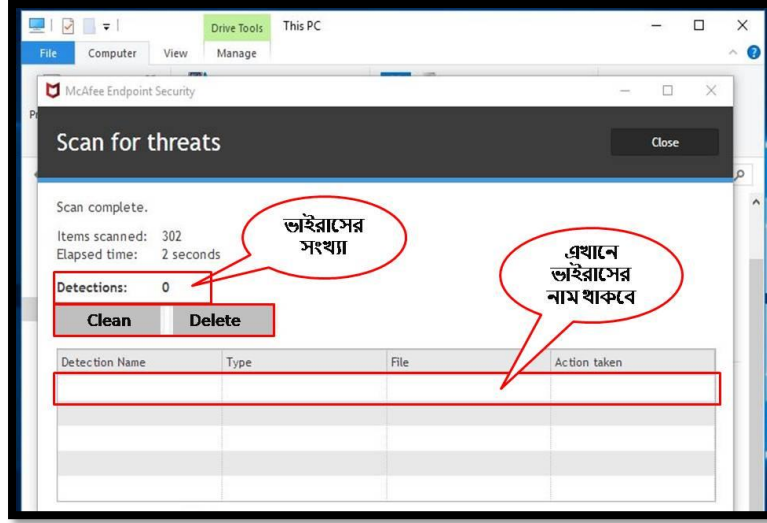 Drive Tools This PC
File Computer View Manage
McAfee Endpoint Security
Scan for threats Close
Scan complete.
Items scanned: 302
Elapsed time: 2 seconds
ভাইরাসের
সংখ্যা
এখানে
ভাইরাসের
নাম থাকবে
Detections: 0
Clean Delete
Detection Name Type File Action taken